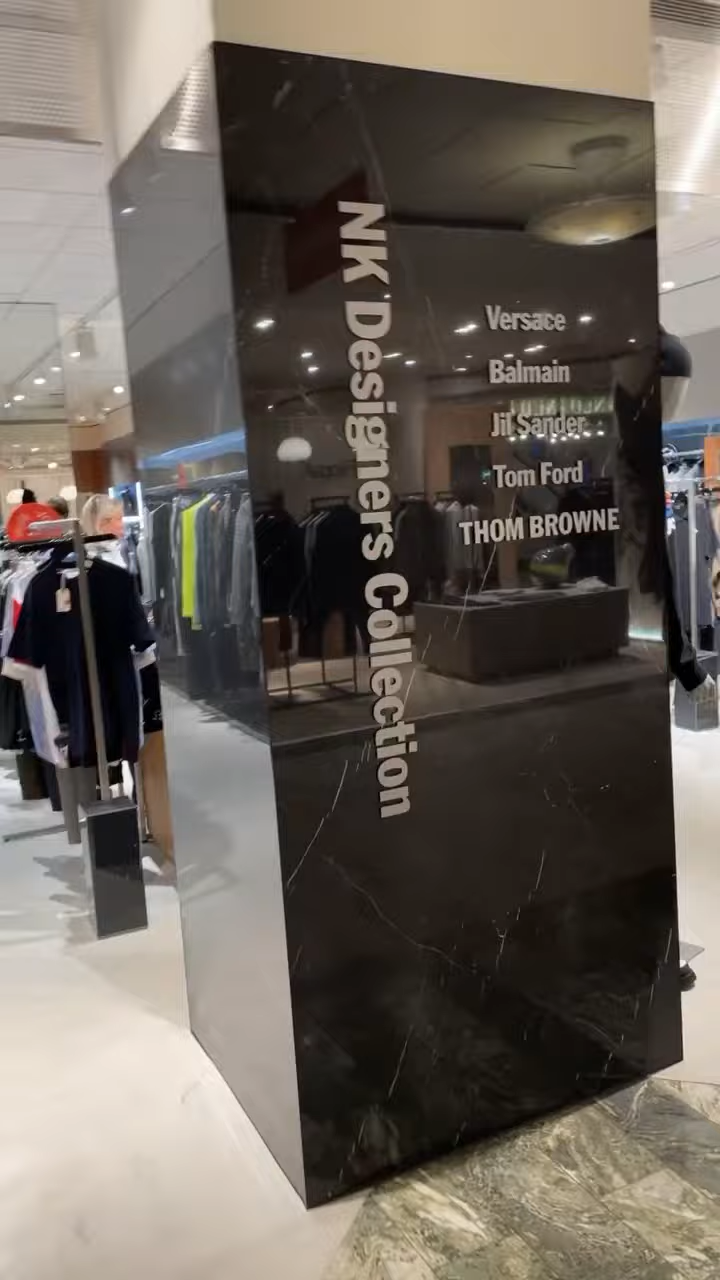 NK Designers Collection
Versace
Balmain
Jil Sander
Tom Ford
THOM BROWNE